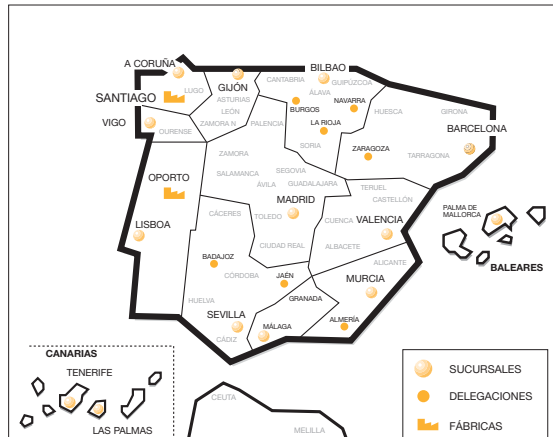 A CORUÑA
LUGO
GIJÓN
ASTURIAS
CANTABRIA
BILBAO
GUIPÚZCOA
ÁLAVA
SANTIAGO
LEÓN
BURGOS
NAVARRA
HUESCA
GIRONA
VIGO
OURENSE
ZAMORA N
PALENCIA
LA RIOJA
BARCELONA
SORIA
ZARAGOZA
TARRAGONA
ZAMORA
SALAMANCA
SEGOVIA
ÁVILA
GUADALAJARA
TERUEL
CASTELLÓN
OPORTO
MADRID
CÁCERES
TOLEDO
CUENCA
VALENCIA
PALMA DE
MALLORCA
LISBOA
CIUDAD REAL
ALBACETE
BADAJOZ
CÓRDOBA
JAÉN
ALICANTE
BALEARES
MURCIA
HUELVA
GRANADA
SEVILLA
MÁLAGA
ALMERÍA
CÁDIZ
CANARIAS
TENERIFE
LAS PALMAS
CEUTA
MELILLA
SUCURSALES
DELEGACIONES
FÁBRICAS